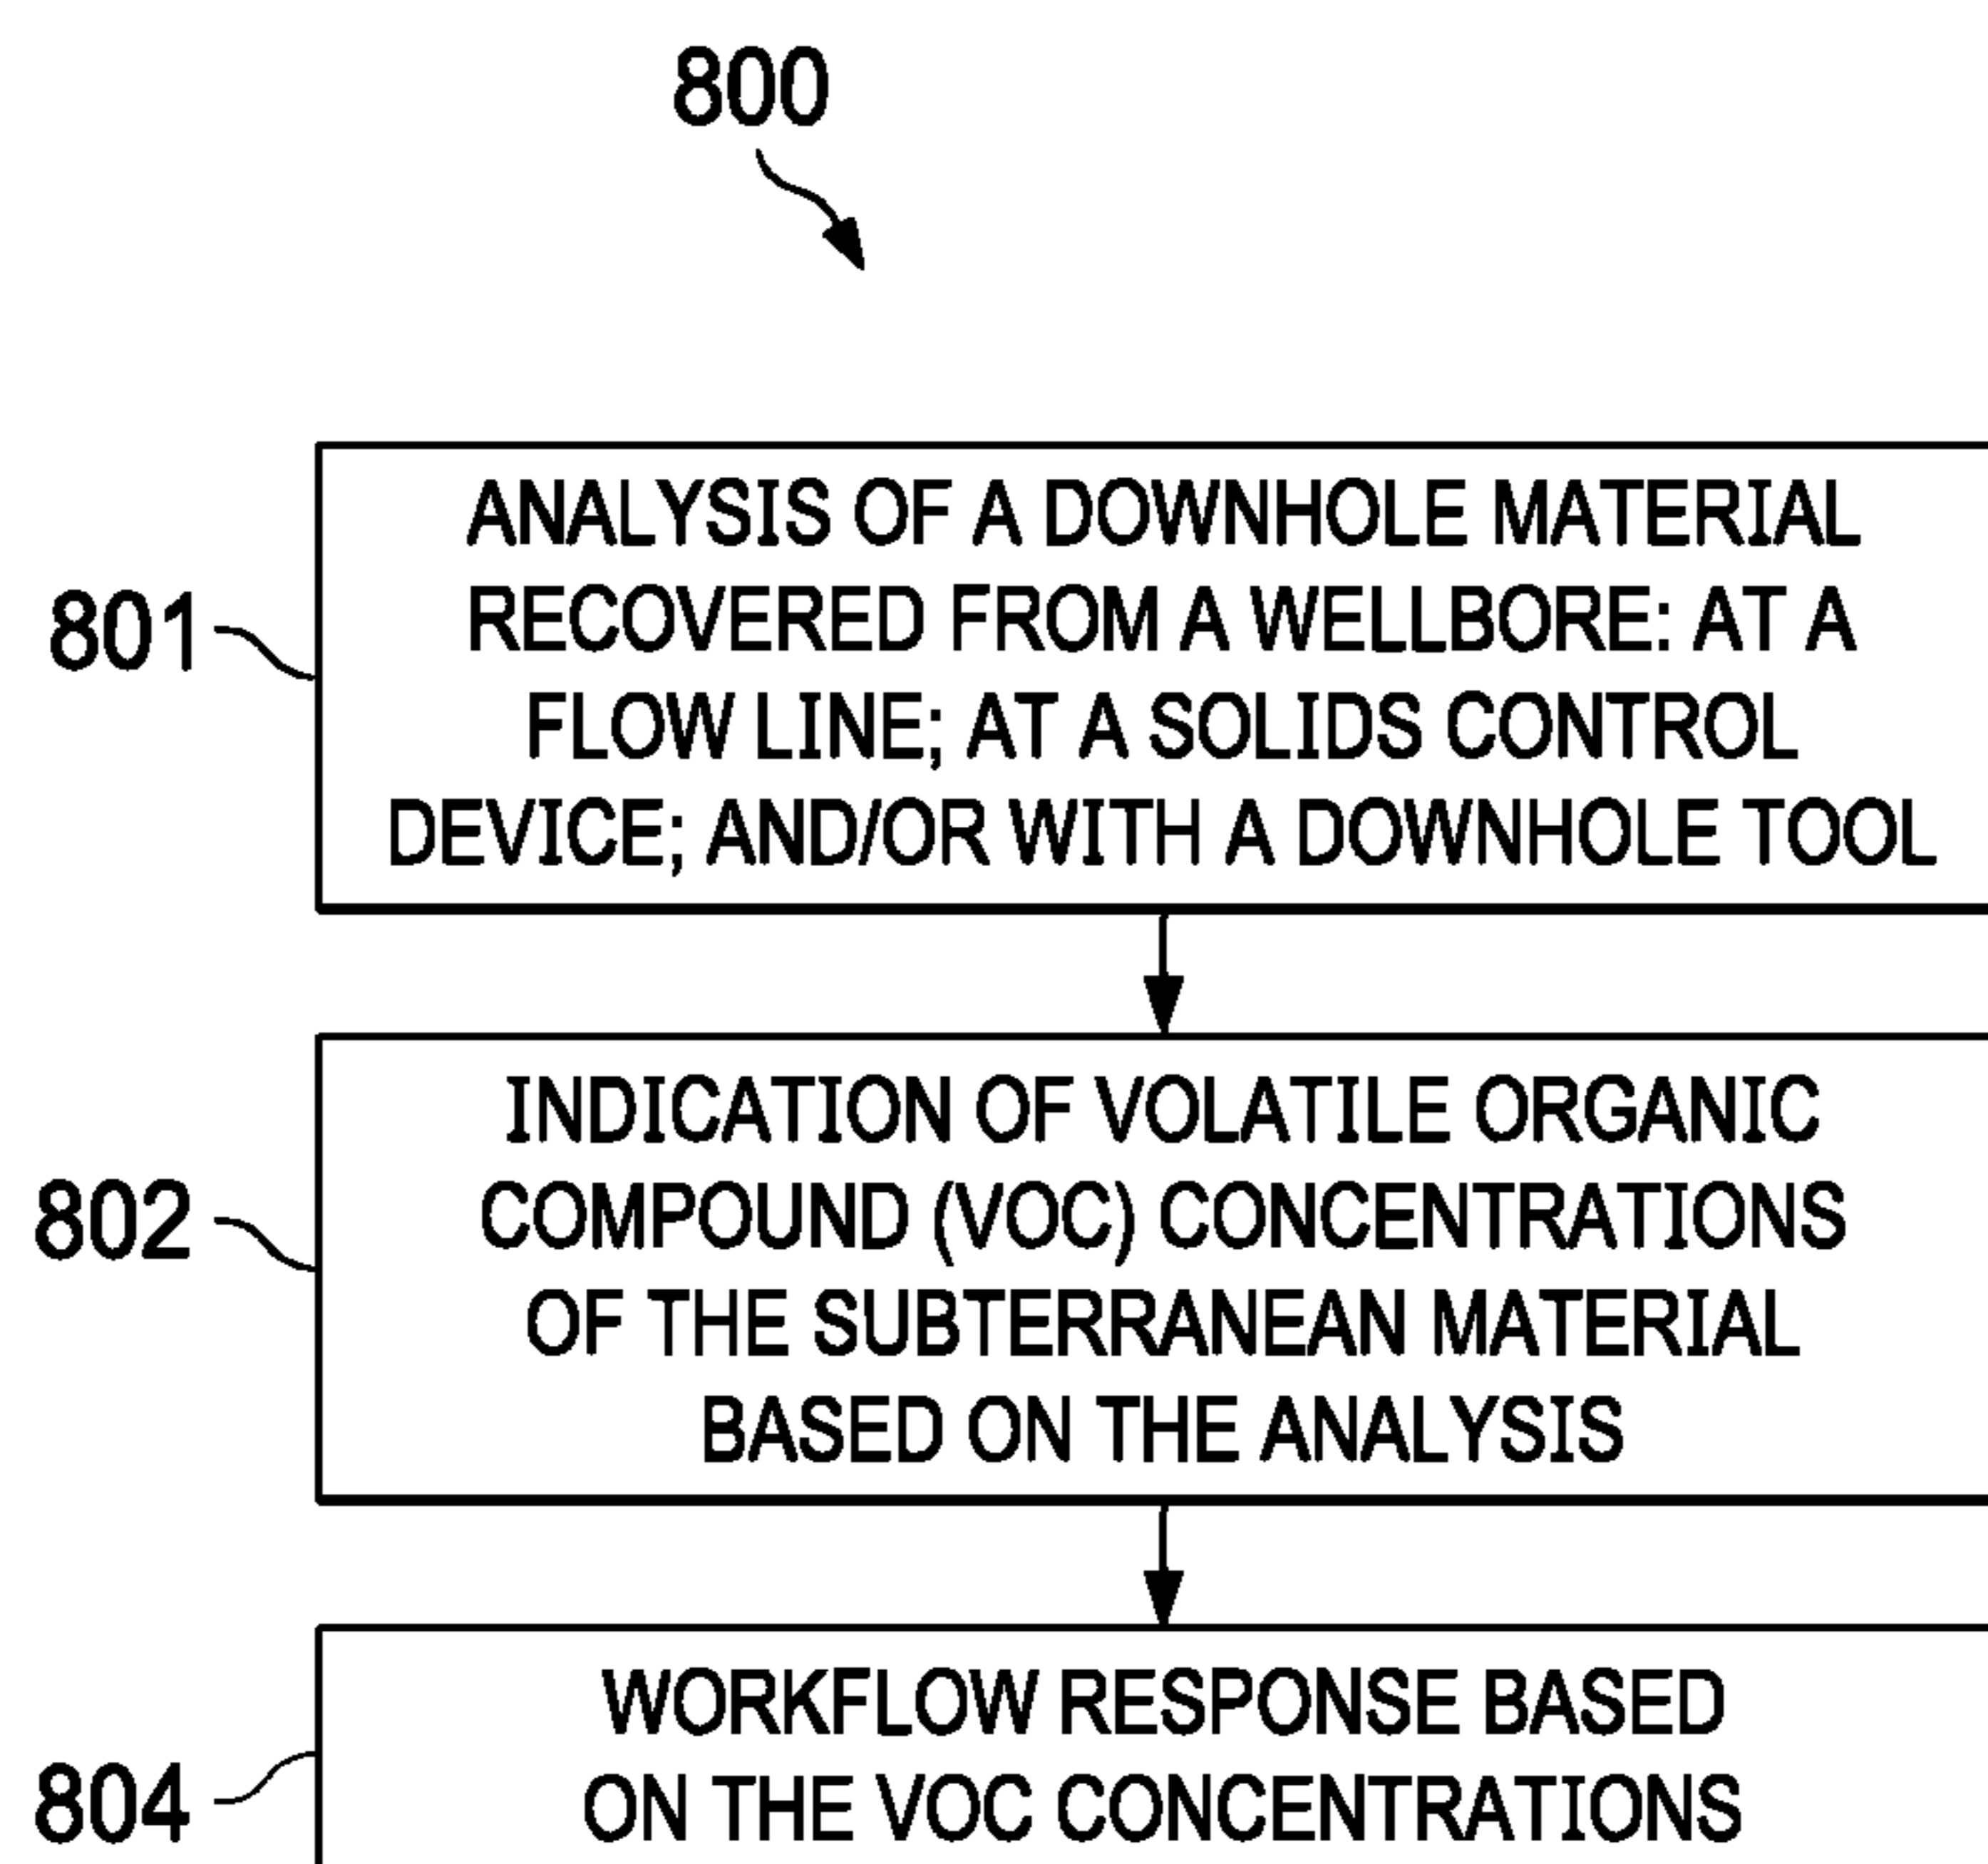 800
801
ANALYSIS OF A DOWNHOLE MATERIAL
RECOVERED FROM A WELLBORE: AT A
FLOW LINE; AT A SOLIDS CONTROL
DEVICE; AND/OR WITH A DOWNHOLE TOOL
802
INDICATION OF VOLATILE ORGANIC
COMPOUND (VOC) CONCENTRATIONS
OF THE SUBTERRANEAN MATERIAL
BASED ON THE ANALYSIS
804
WORKFLOW RESPONSE BASED
ON THE VOC CONCENTRATIONS